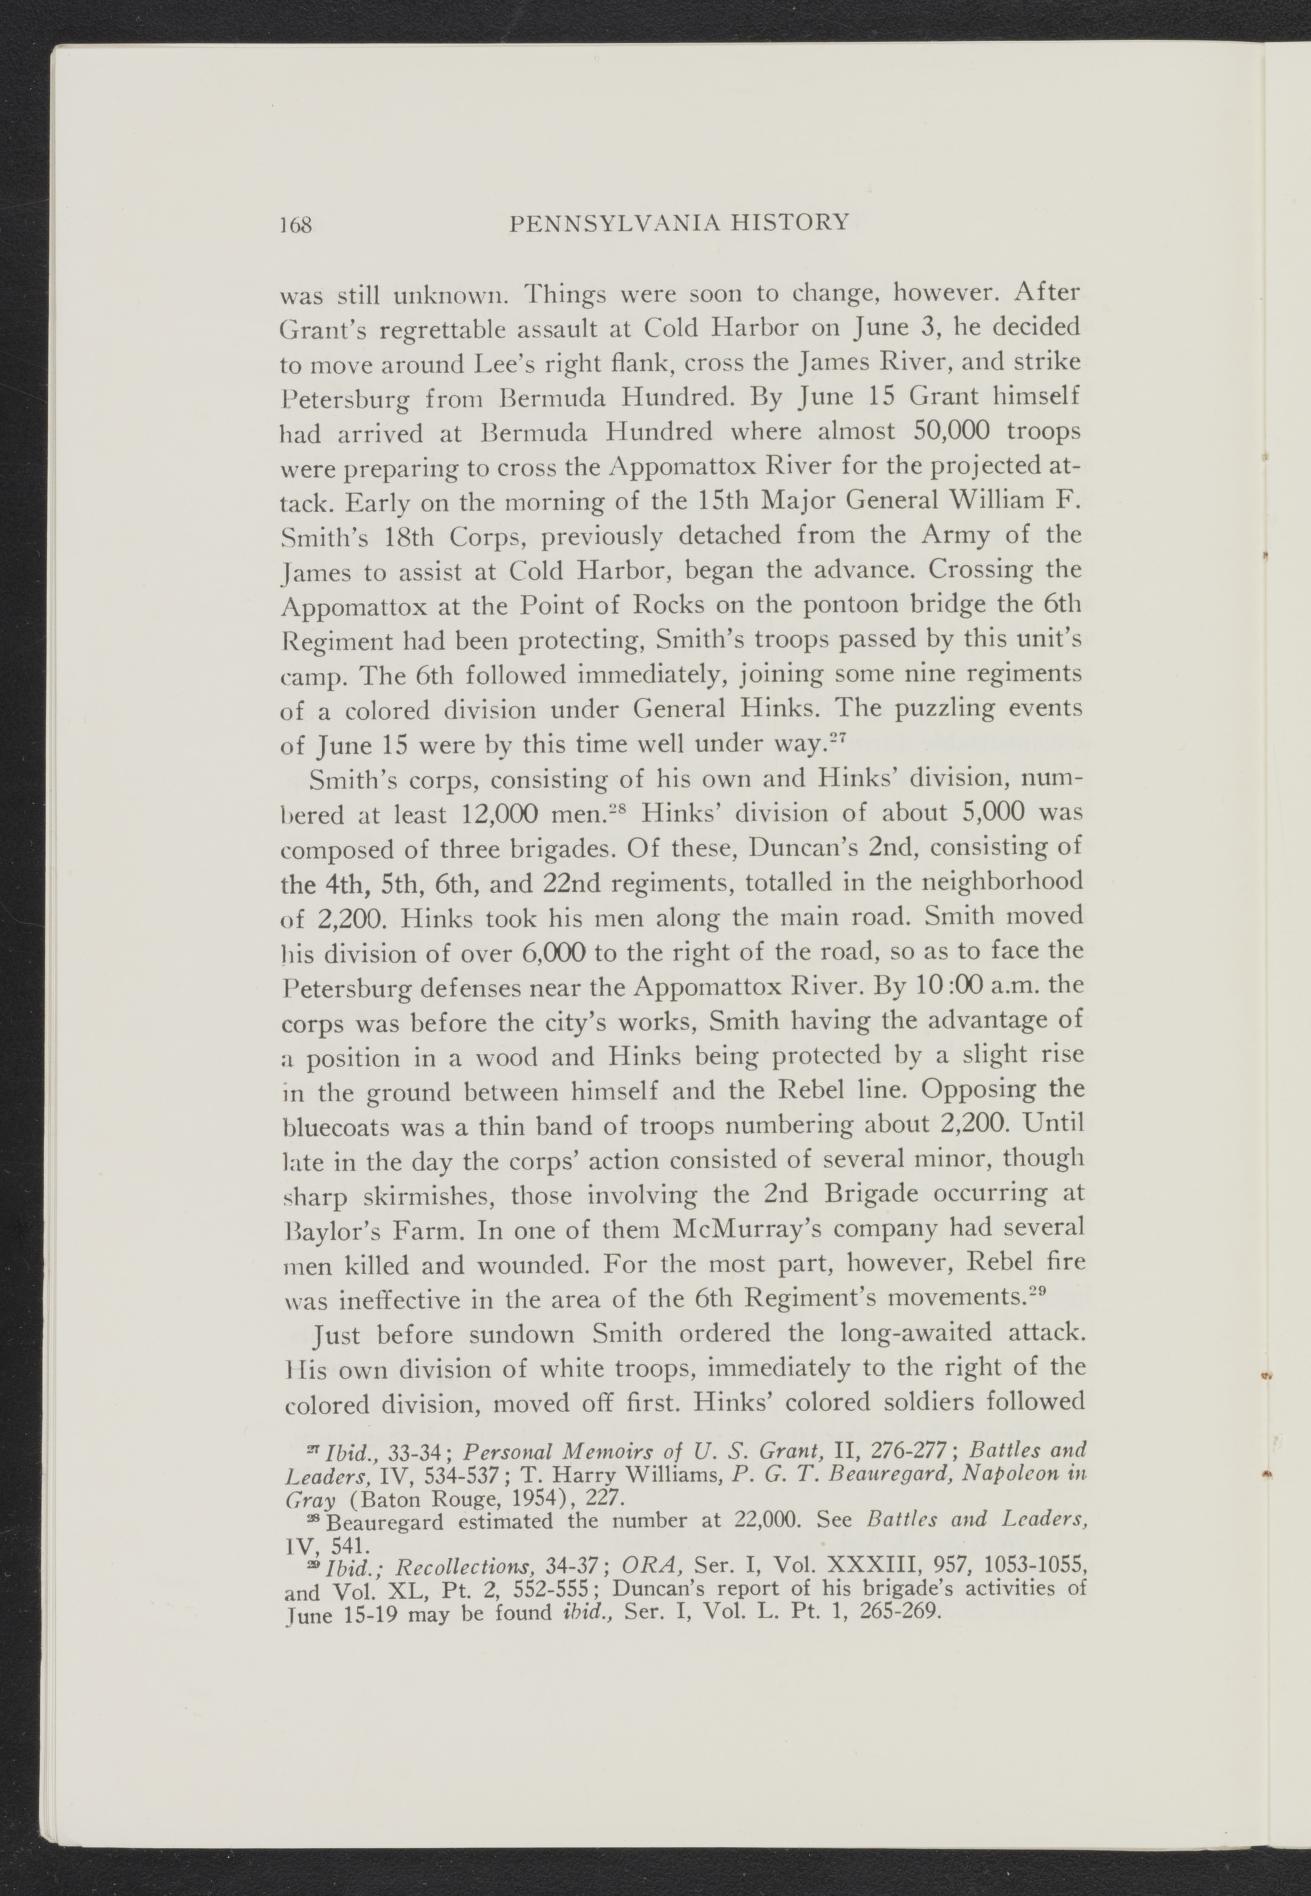 168 PENNSYLVANIA HISTORY
was still unknown. Things were soon to change, however. After
Grant's regrettable assault at Cold Harbor on June 3, he decided
to move around Lee's right flank, cross the James River, and strike
Petersburg from Bermuda Hundred. By June 15 Grant himself
had arrived at Bermuda Hundred where almost 50,000 troops
were preparing to cross the Appomattox River for the projected at-
tack. Early on the morning of the 15th Major General William F.
Smith's 18th Corps, previously detached from the Army of the
James to assist at Cold Harbor, began the advance. Crossing the
Appomattox at the Point of Rocks on the pontoon bridge the 6th
Regiment had been protecting, Smith's troops passed by this unit's
camp. The 6th followed immediately, joining some nine regiments
of a colored division under General Hinks. The puzzling events
of June 15 were by this time well under way.²⁷
Smith's corps, consisting of his own and Hinks' division, num-
bered at least 12,000 men.²⁸ Hinks' division of about 5,000 was
composed of three brigades. Of these, Duncan's 2nd, consisting of
the 4th, 5th, 6th, and 22nd regiments, totalled in the neighborhood
of 2,200. Hinks took his men along the main road. Smith moved
his division of over 6,000 to the right of the road, so as to face the
Petersburg defenses near the Appomattox River. By 10:00 a.m. the
corps was before the city's works, Smith having the advantage of
a position in a wood and Hinks being protected by a slight rise
in the ground between himself and the Rebel line. Opposing the
bluecoats was a thin band of troops numbering about 2,200. Until
late in the day the corps' action consisted of several minor, though
sharp skirmishes, those involving the 2nd Brigade occurring at
Baylor's Farm. In one of them McMurray's company had several
men killed and wounded. For the most part, however, Rebel fire
was ineffective in the area of the 6th Regiment's movements.²⁹
Just before sundown Smith ordered the long-awaited attack.
His own division of white troops, immediately to the right of the
colored division, moved off first. Hinks' colored soldiers followed
²⁷ Ibid., 33-34; Personal Memoirs of U. S. Grant, II, 276-277; Battles and
Leaders, IV, 534-537; T. Harry Williams, P. G. T. Beauregard, Napoleon in
Gray (Baton Rouge, 1954), 227.
²⁸ Beauregard estimated the number at 22,000. See Battles and Leaders,
IV, 541.
²⁹ Ibid.; Recollections, 34-37; ORA, Ser. I, Vol. XXXIII, 957, 1053-1055,
and Vol. XL, Pt. 2, 552-555; Duncan's report of his brigade's activities of
June 15-19 may be found ibid., Ser. I, Vol. L. Pt. 1, 265-269.